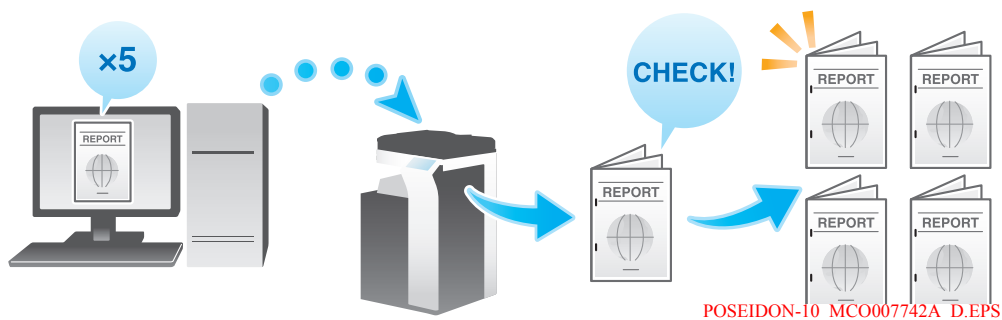 ×5
REPORT
CHECK!
REPORT
REPORT
REPORT
REPORT
REPORT
POSEIDON-10 MCO007742A D.EPS